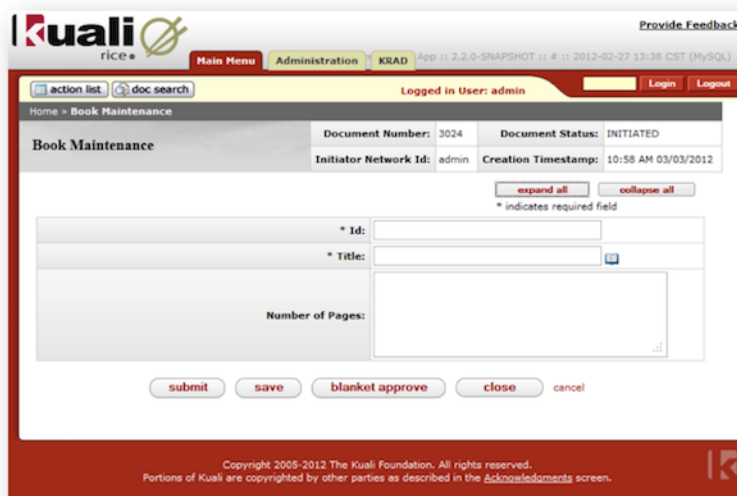 kuali
rice
Provide Feedback
Main Menu Administration KRAD App :: 2.2.0-SNAPSHOT :: # :: 2012-02-27 13:38 CST (MySQL)
action list doc search Logged in User: admin Login Logout
Home » Book Maintenance
Book Maintenance
Document Number: 3024 Document Status: INITIATED
Initiator Network Id: admin Creation Timestamp: 10:58 AM 03/03/2012
expand all collapse all
* indicates required field
* Id:
* Title:
Number of Pages:
submit save blanket approve close cancel
Copyright 2005-2012 The Kuali Foundation. All rights reserved.
Portions of Kuali are copyrighted by other parties as described in the Acknowledgments screen.